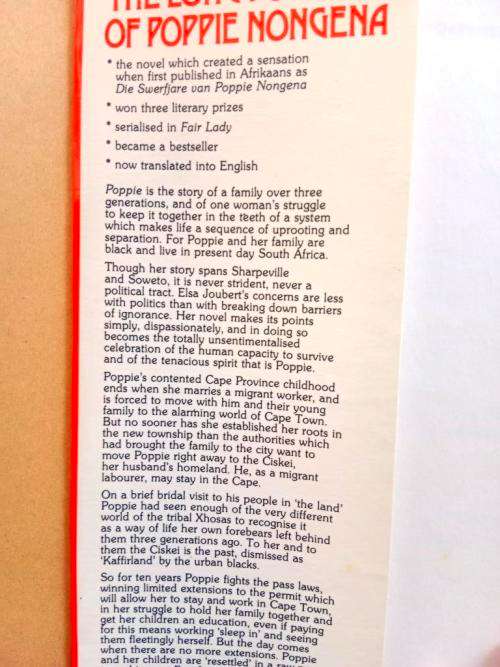 OF POPPIE NONGENA
* the novel which created a sensation
when first published in Afrikaans as
Die Swerfjare van Poppie Nongena
* won three literary prizes
* serialised in Fair Lady
* became a bestseller
* now translated into English
Poppie is the story of a family over three
generations, and of one woman's struggle
to keep it together in the teeth of a system
which makes life a sequence of uprooting and
separation. For Poppie and her family are
black and live in present day South Africa.
Though her story spans Sharpeville
and Soweto, it is never strident, never a
political tract. Elsa Joubert's concerns are less
with politics than with breaking down barriers
of ignorance. Her novel makes its points
simply, dispassionately, and in doing so
becomes the totally unsentimentalised
celebration of the human capacity to survive
and of the tenacious spirit that is Poppie.
Poppie's contented Cape Province childhood
ends when she marries a migrant worker, and
is forced to move with him and their young
family to the alarming world of Cape Town.
But no sooner has she established her roots in
the new township than the authorities which
had brought the family to the city want to
move Poppie right away to the Ciskei,
her husband's homeland. He, as a migrant
labourer, may stay in the Cape.
On a brief bridal visit to his people in 'the land'
Poppie had seen enough of the very different
world of the tribal Xhosas to recognise it
as a way of life her own forebears left behind
them three generations ago. To her and to
them the Ciskei is the past, dismissed as
'Kaffirland' by the urban blacks.
So for ten years Poppie fights the pass laws,
winning limited extensions to the permit which
will allow her to stay and work in Cape Town,
in her struggle to hold her family together and
get her children an education, even if paying
for this means working 'sleep in' and seeing
them fleetingly herself. But the day comes
when there are no more extensions. Poppie
and her children are 'resettled' in a